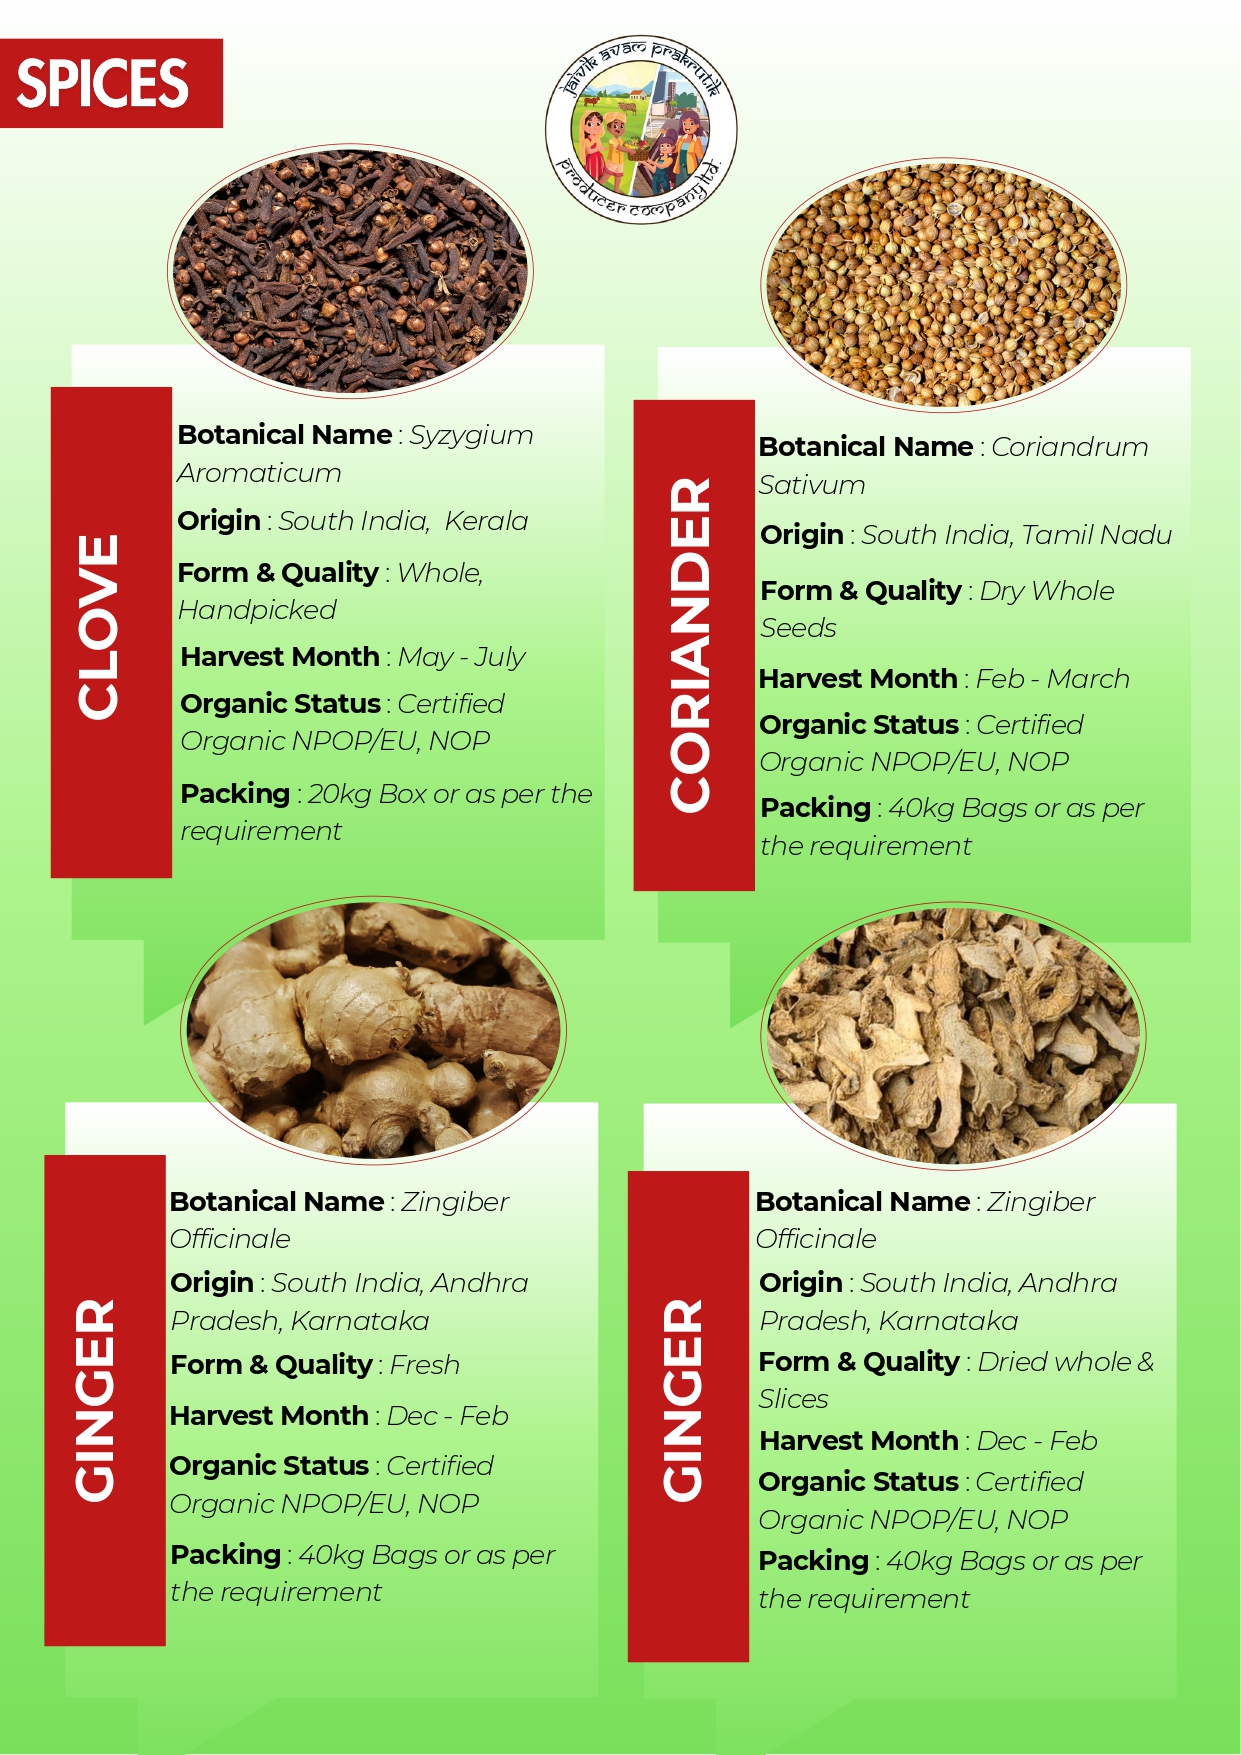 SPICES
jaivik avam prakrutik
producer company ltd.
CLOVE
Botanical Name : Syzygium
Aromaticum
Origin : South India,  Kerala
Form & Quality : Whole,
Handpicked
Harvest Month : May - July
Organic Status : Certified
Organic NPOP/EU, NOP
Packing : 20kg Box or as per the
requirement
CORIANDER
Botanical Name : Coriandrum
Sativum
Origin : South India, Tamil Nadu
Form & Quality : Dry Whole
Seeds
Harvest Month : Feb - March
Organic Status : Certified
Organic NPOP/EU, NOP
Packing : 40kg Bags or as per
the requirement
GINGER
Botanical Name : Zingiber
Officinale
Origin : South India, Andhra
Pradesh, Karnataka
Form & Quality : Fresh
Harvest Month : Dec - Feb
Organic Status : Certified
Organic NPOP/EU, NOP
Packing : 40kg Bags or as per
the requirement
GINGER
Botanical Name : Zingiber
Officinale
Origin : South India, Andhra
Pradesh, Karnataka
Form & Quality : Dried whole &
Slices
Harvest Month : Dec - Feb
Organic Status : Certified
Organic NPOP/EU, NOP
Packing : 40kg Bags or as per
the requirement